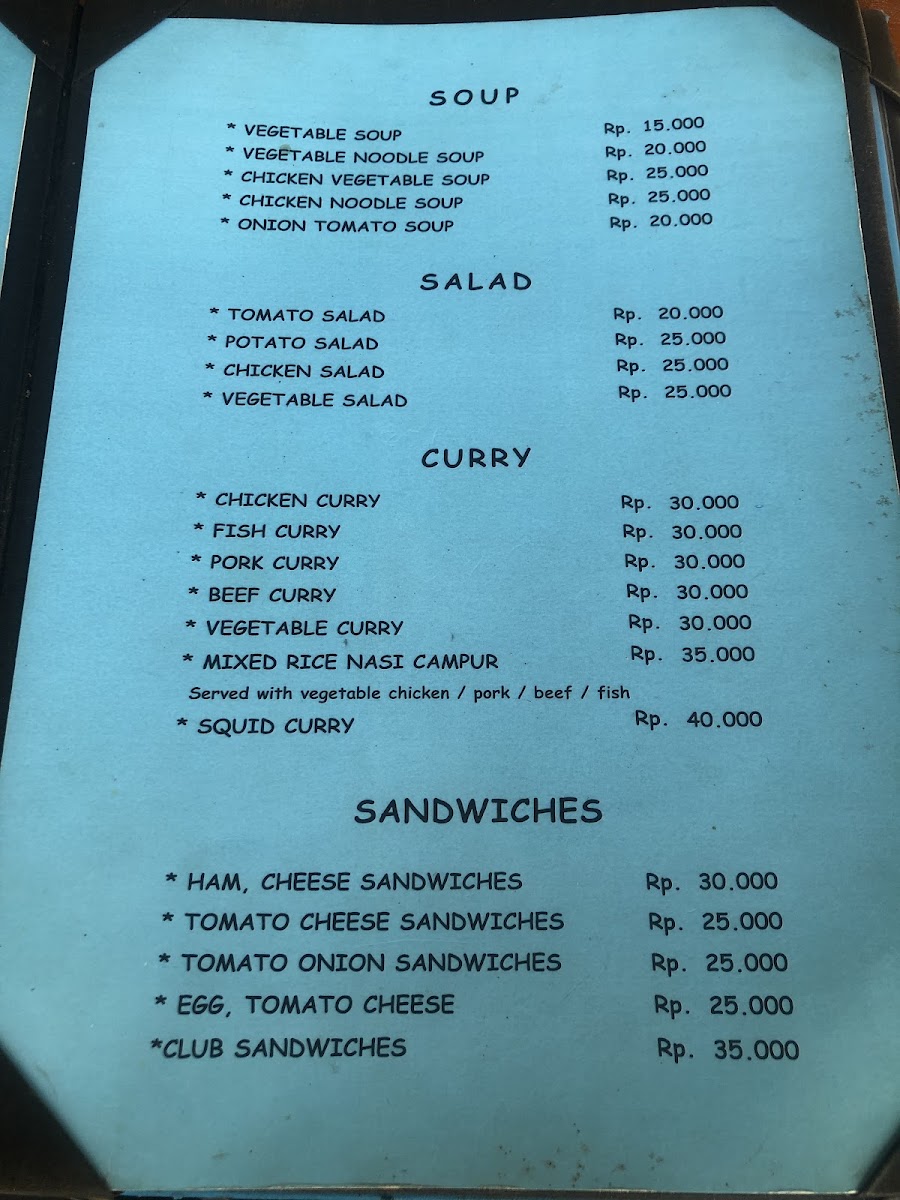 SOUP
* VEGETABLE SOUP Rp. 15.000
* VEGETABLE NOODLE SOUP Rp. 20.000
* CHICKEN VEGETABLE SOUP Rp. 25.000
* CHICKEN NOODLE SOUP Rp. 25.000
* ONION TOMATO SOUP Rp. 20.000
SALAD
* TOMATO SALAD Rp. 20.000
* POTATO SALAD Rp. 25.000
* CHICKEN SALAD Rp. 25.000
* VEGETABLE SALAD Rp. 25.000
CURRY
* CHICKEN CURRY Rp. 30.000
* FISH CURRY Rp. 30.000
* PORK CURRY Rp. 30.000
* BEEF CURRY Rp. 30.000
* VEGETABLE CURRY Rp. 30.000
* MIXED RICE NASI CAMPUR Rp. 35.000
Served with vegetable chicken / pork / beef / fish
* SQUID CURRY Rp. 40.000
SANDWICHES
* HAM, CHEESE SANDWICHES Rp. 30.000
* TOMATO CHEESE SANDWICHES Rp. 25.000
* TOMATO ONION SANDWICHES Rp. 25.000
* EGG, TOMATO CHEESE Rp. 25.000
*CLUB SANDWICHES Rp. 35.000